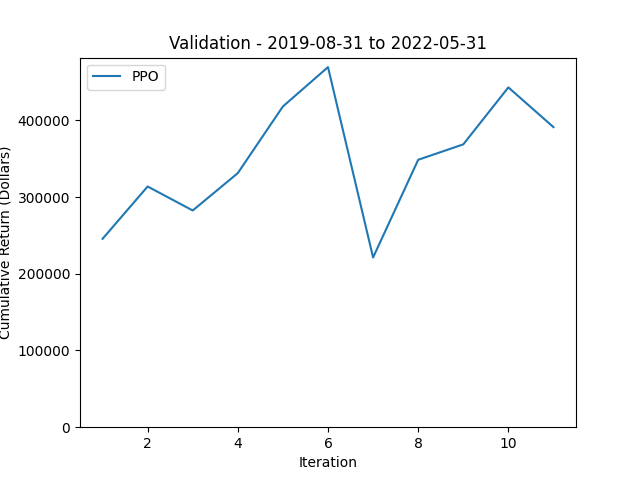 Validation - 2019-08-31 to 2022-05-31
PPO
Cumulative Return (Dollars)
400000
300000
200000
100000
0
2 4 6 8 10
Iteration